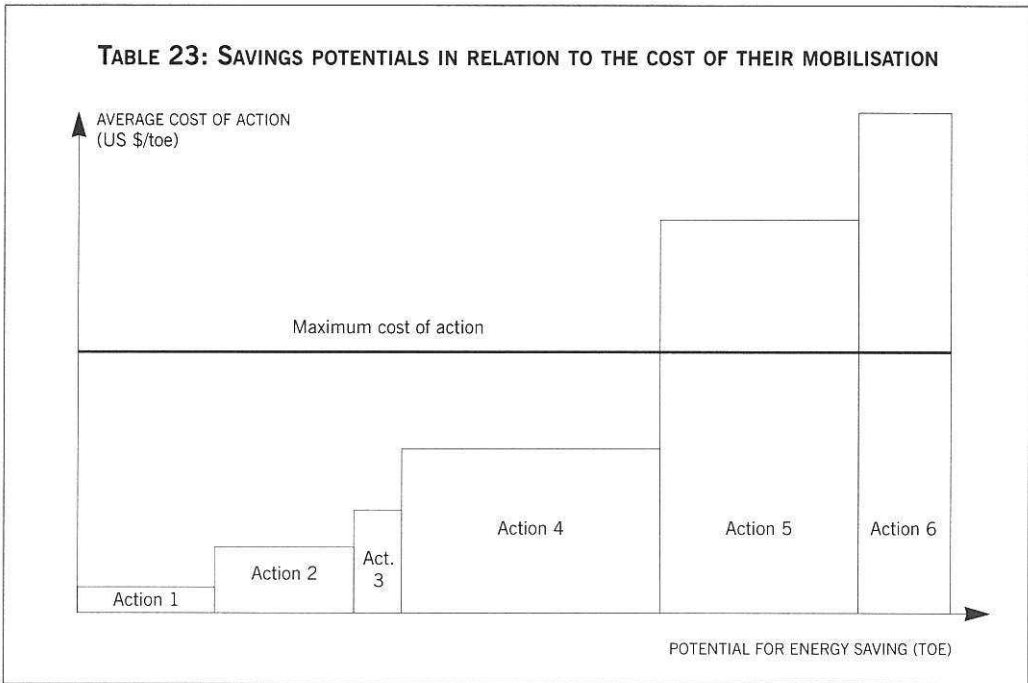 TABLE 23: SAVINGS POTENTIALS IN RELATION TO THE COST OF THEIR MOBILISATION
AVERAGE COST OF ACTION
(US $/toe)
Maximum cost of action
Action 1
Action 2
Act.
3
Action 4
Action 5
Action 6
POTENTIAL FOR ENERGY SAVING (TOE)